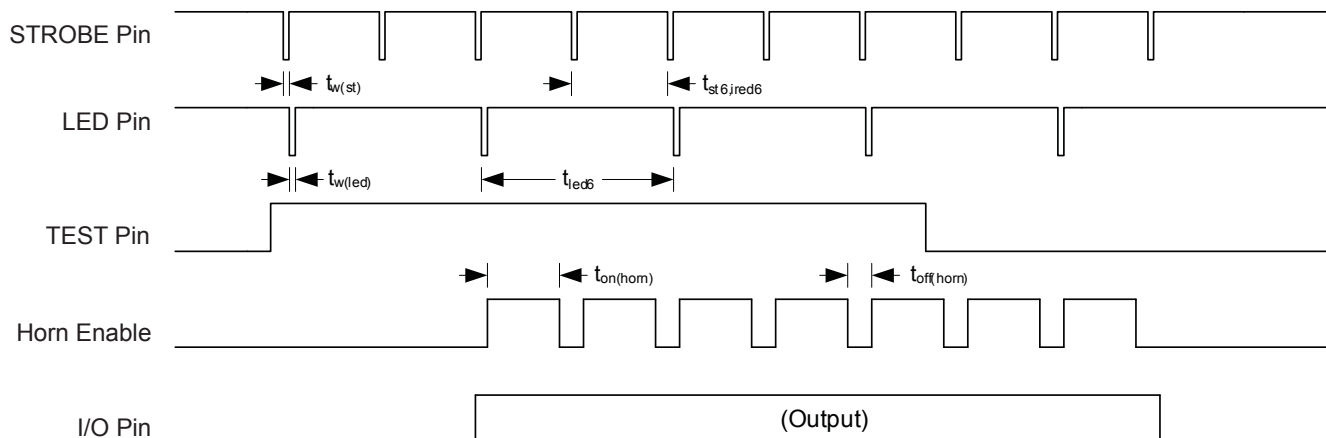 STROBE Pin
tw(st)
tst6,ired6
LED Pin
tw(led)
tled6
TEST Pin
ton(horn)
toff(horn)
Horn Enable
(Output)
I/O Pin